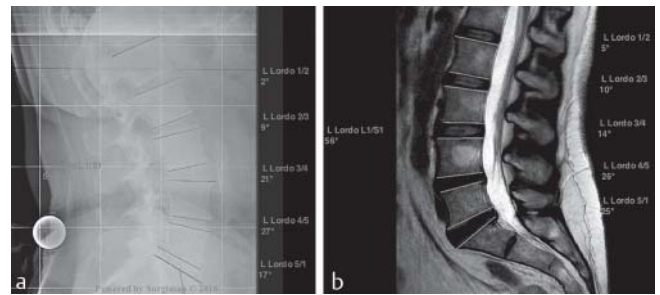 a
L Lordo 1/2
2°
L Lordo 2/3
9°
L Lordo 3/4
21°
L Lordo 4/5
27°
L Lordo 5/1
17°
Powered by Surgimap © 2016
b
L Lordo L1/S1
56°
L Lordo 1/2
5°
L Lordo 2/3
10°
L Lordo 3/4
14°
L Lordo 4/5
26°
L Lordo 5/1
25°